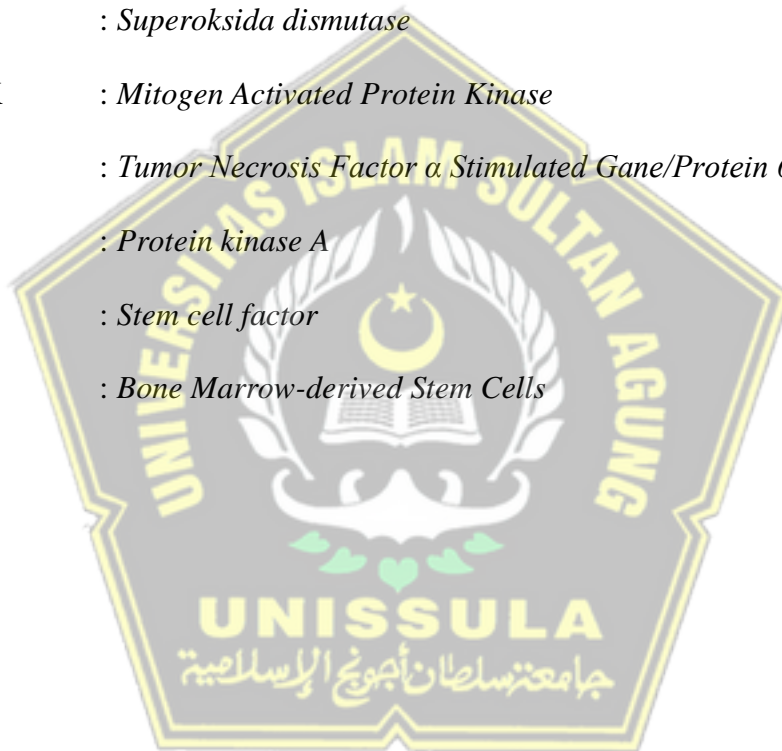 : Superoksida dismutase
: Mitogen Activated Protein Kinase
: Tumor Necrosis Factor α Stimulated Gane/Protein
: Protein kinase A
: Stem cell factor
: Bone Marrow-derived Stem Cells
UNIVERSITAS ISLAM SULTAN AGUNG
UNISSULA
جامعة سلطان أجونج الإسلامية